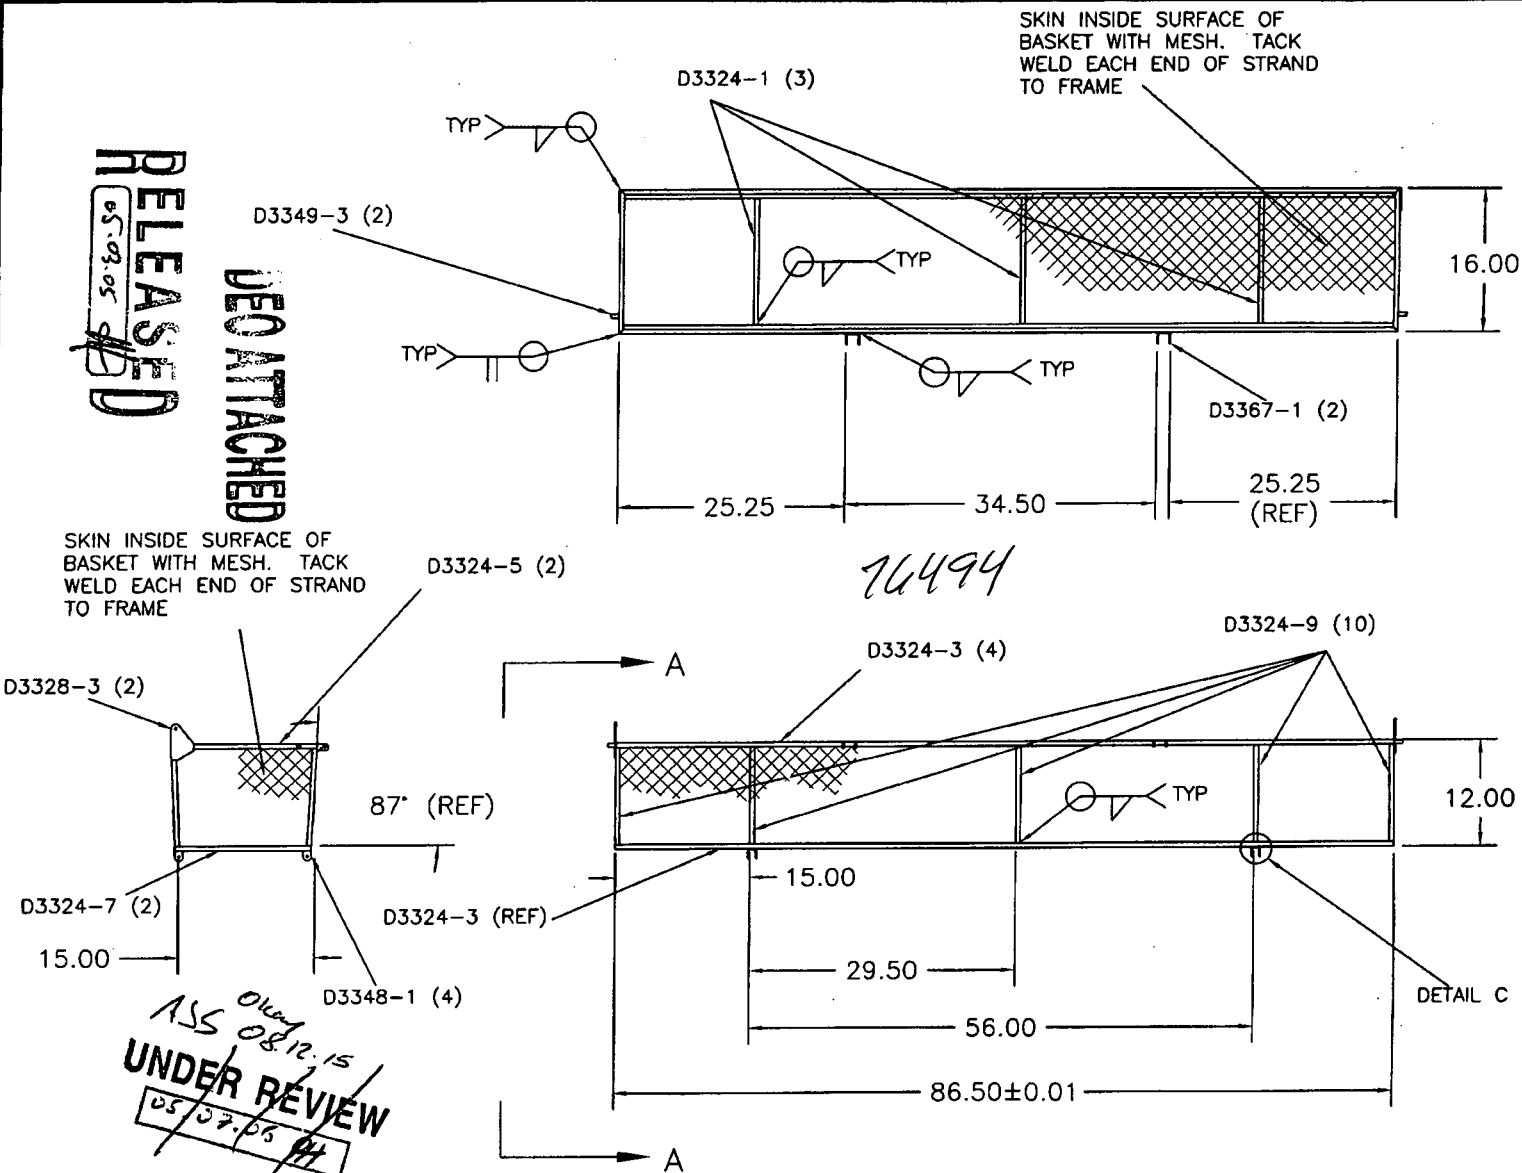 SKIN INSIDE SURFACE OF
BASKET WITH MESH. TACK
WELD EACH END OF STRAND
TO FRAME
D3324-1 (3)
TYP
RELEASED
05.03.05
D3349-3 (2)
TYP
16.00
DEO ATTACHED
TYP
TYP
D3367-1 (2)
25.25
34.50
25.25
(REF)
SKIN INSIDE SURFACE OF
BASKET WITH MESH. TACK
WELD EACH END OF STRAND
TO FRAME
D3324-5 (2)
76494
D3324-9 (10)
A
D3324-3 (4)
D3328-3 (2)
87° (REF)
TYP
12.00
15.00
D3324-7 (2)
D3324-3 (REF)
15.00
29.50
D3348-1 (4)
DETAIL C
Okay
ASS 08.12.15
56.00
UNDER REVIEW
86.50±0.01
A